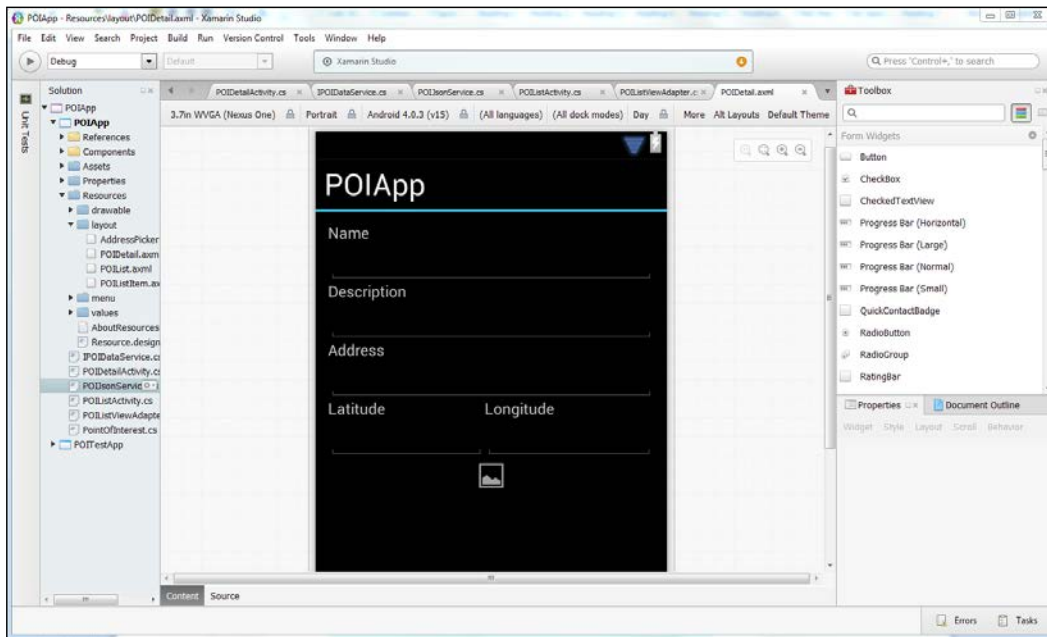 POIApp - Resources\layout\POIDetail.axml - Xamarin Studio
File Edit View Search Project Build Run Version Control Tools Window Help
Debug Default Xamarin Studio Press 'Control+,' to search
Unit Tests
Solution
POIApp
POIApp
References
Components
Assets
Properties
Resources
drawable
layout
AddressPicker
POIDetail.axm
POIList.axml
POIListItem.ax
menu
values
AboutResources
Resource.design
IPOIDataService.cs
POIDetailActivity.cs
POIJsonServic
POIListActivity.cs
POIListViewAdapte
PointOfInterest.cs
POITestApp
POIDetailActivity.cs IPOIDataService.cs POIJsonService.cs POIListActivity.cs POIListViewAdapter.c POIDetail.axml
3.7in WVGA (Nexus One) Portrait Android 4.0.3 (v15) (All languages) (All dock modes) Day More Alt Layouts Default Theme
POIApp
Name
Description
Address
Latitude Longitude
Content Source
Toolbox
Form Widgets
Button
CheckBox
CheckedTextView
Progress Bar (Horizontal)
Progress Bar (Large)
Progress Bar (Normal)
Progress Bar (Small)
QuickContactBadge
RadioButton
RadioGroup
RatingBar
Properties Document Outline
Widget Style Layout Scroll Behavior
Errors Tasks